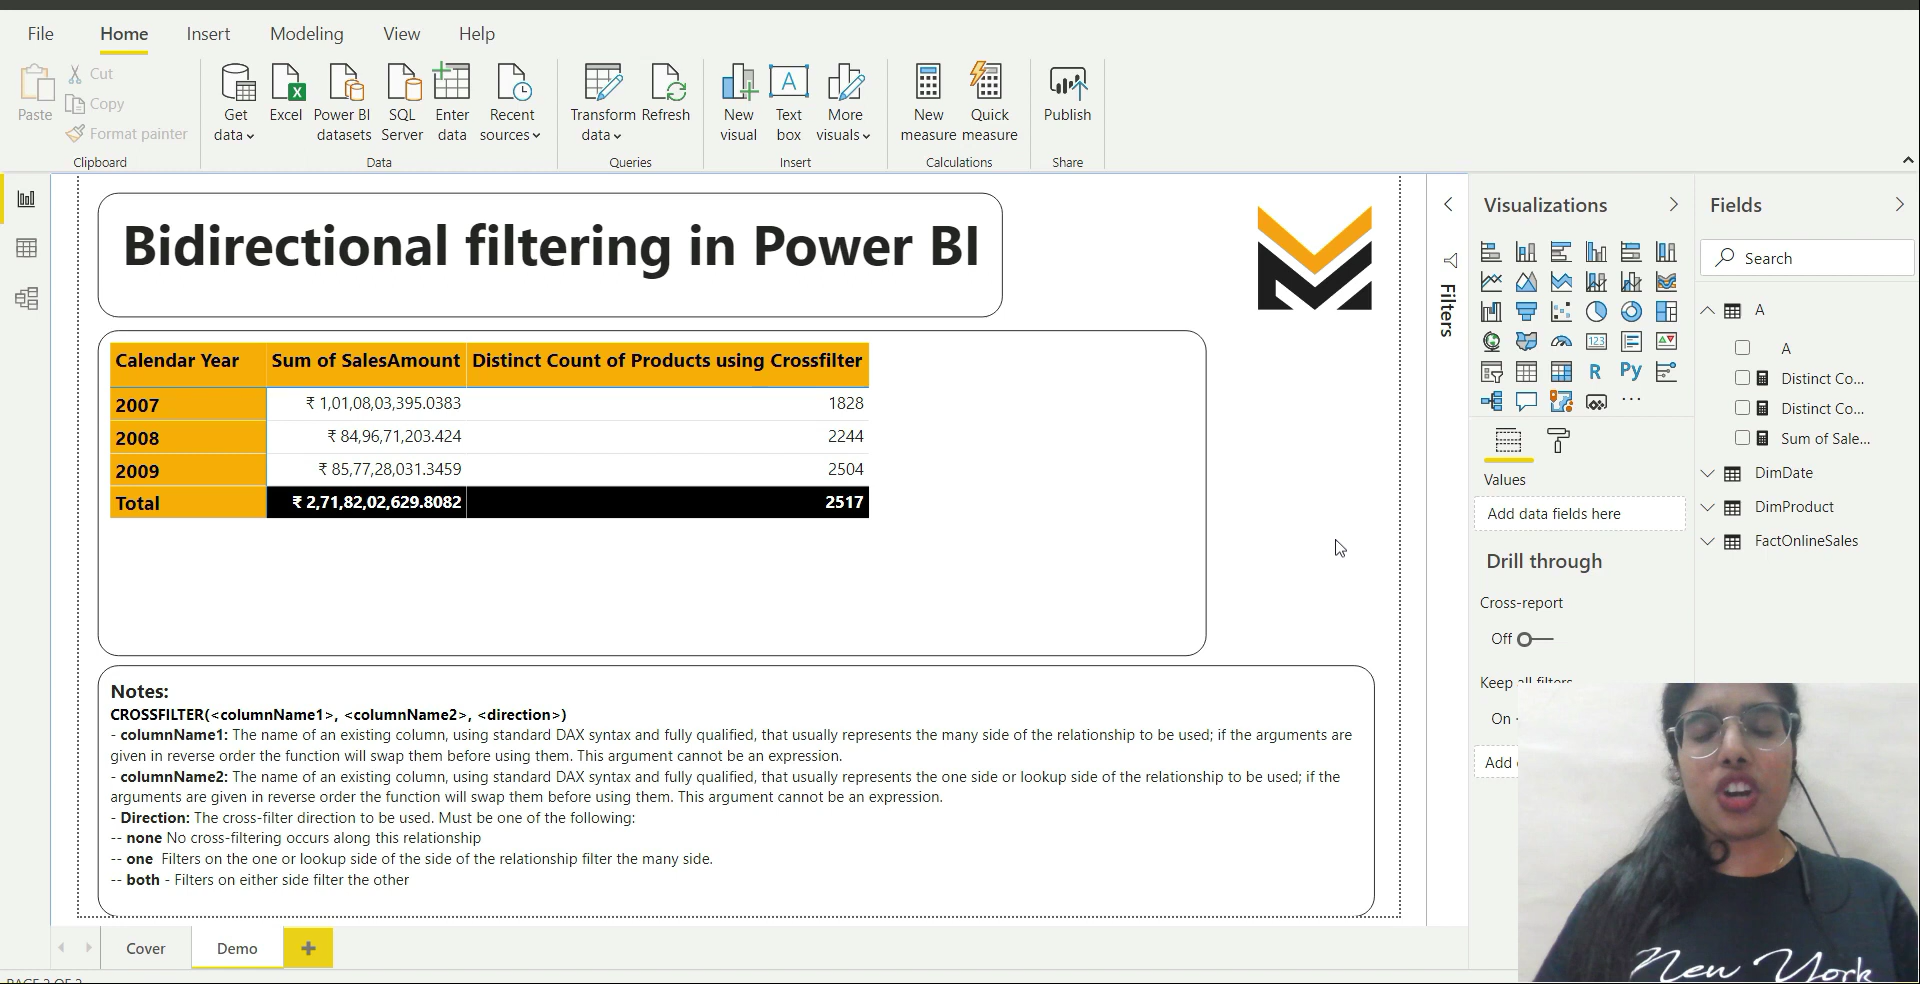 File Home Insert Modeling View Help
Paste
Cut
Copy
Format painter
Clipboard
Get data
Excel
Power BI datasets
SQL Server
Enter data
Recent sources
Data
Transform data
Refresh
Queries
New visual
Text box
More visuals
Insert
New measure
Quick measure
Calculations
Publish
Share
Bidirectional filtering in Power BI
Calendar Year Sum of SalesAmount Distinct Count of Products using Crossfilter
2007 ₹ 1,01,08,03,395.0383 1828
2008 ₹ 84,96,71,203.424 2244
2009 ₹ 85,77,28,031.3459 2504
Total ₹ 2,71,82,02,629.8082 2517
Notes:
CROSSFILTER(<columnName1>, <columnName2>, <direction>)
- columnName1: The name of an existing column, using standard DAX syntax and fully qualified, that usually represents the many side of the relationship to be used; if the arguments are
given in reverse order the function will swap them before using them. This argument cannot be an expression.
- columnName2: The name of an existing column, using standard DAX syntax and fully qualified, that usually represents the one side or lookup side of the relationship to be used; if the
arguments are given in reverse order the function will swap them before using them. This argument cannot be an expression.
- Direction: The cross-filter direction to be used. Must be one of the following:
-- none No cross-filtering occurs along this relationship
-- one Filters on the one or lookup side of the side of the relationship filter the many side.
-- both - Filters on either side filter the other
Filters
Visualizations
123
R Py
Values
Add data fields here
Drill through
Cross-report
Off
Keep all filters
On
Add
Fields
Search
A
A
Distinct Co...
Distinct Co...
Sum of Sale...
DimDate
DimProduct
FactOnlineSales
New York
Cover Demo +
PAGE 2 OF 2